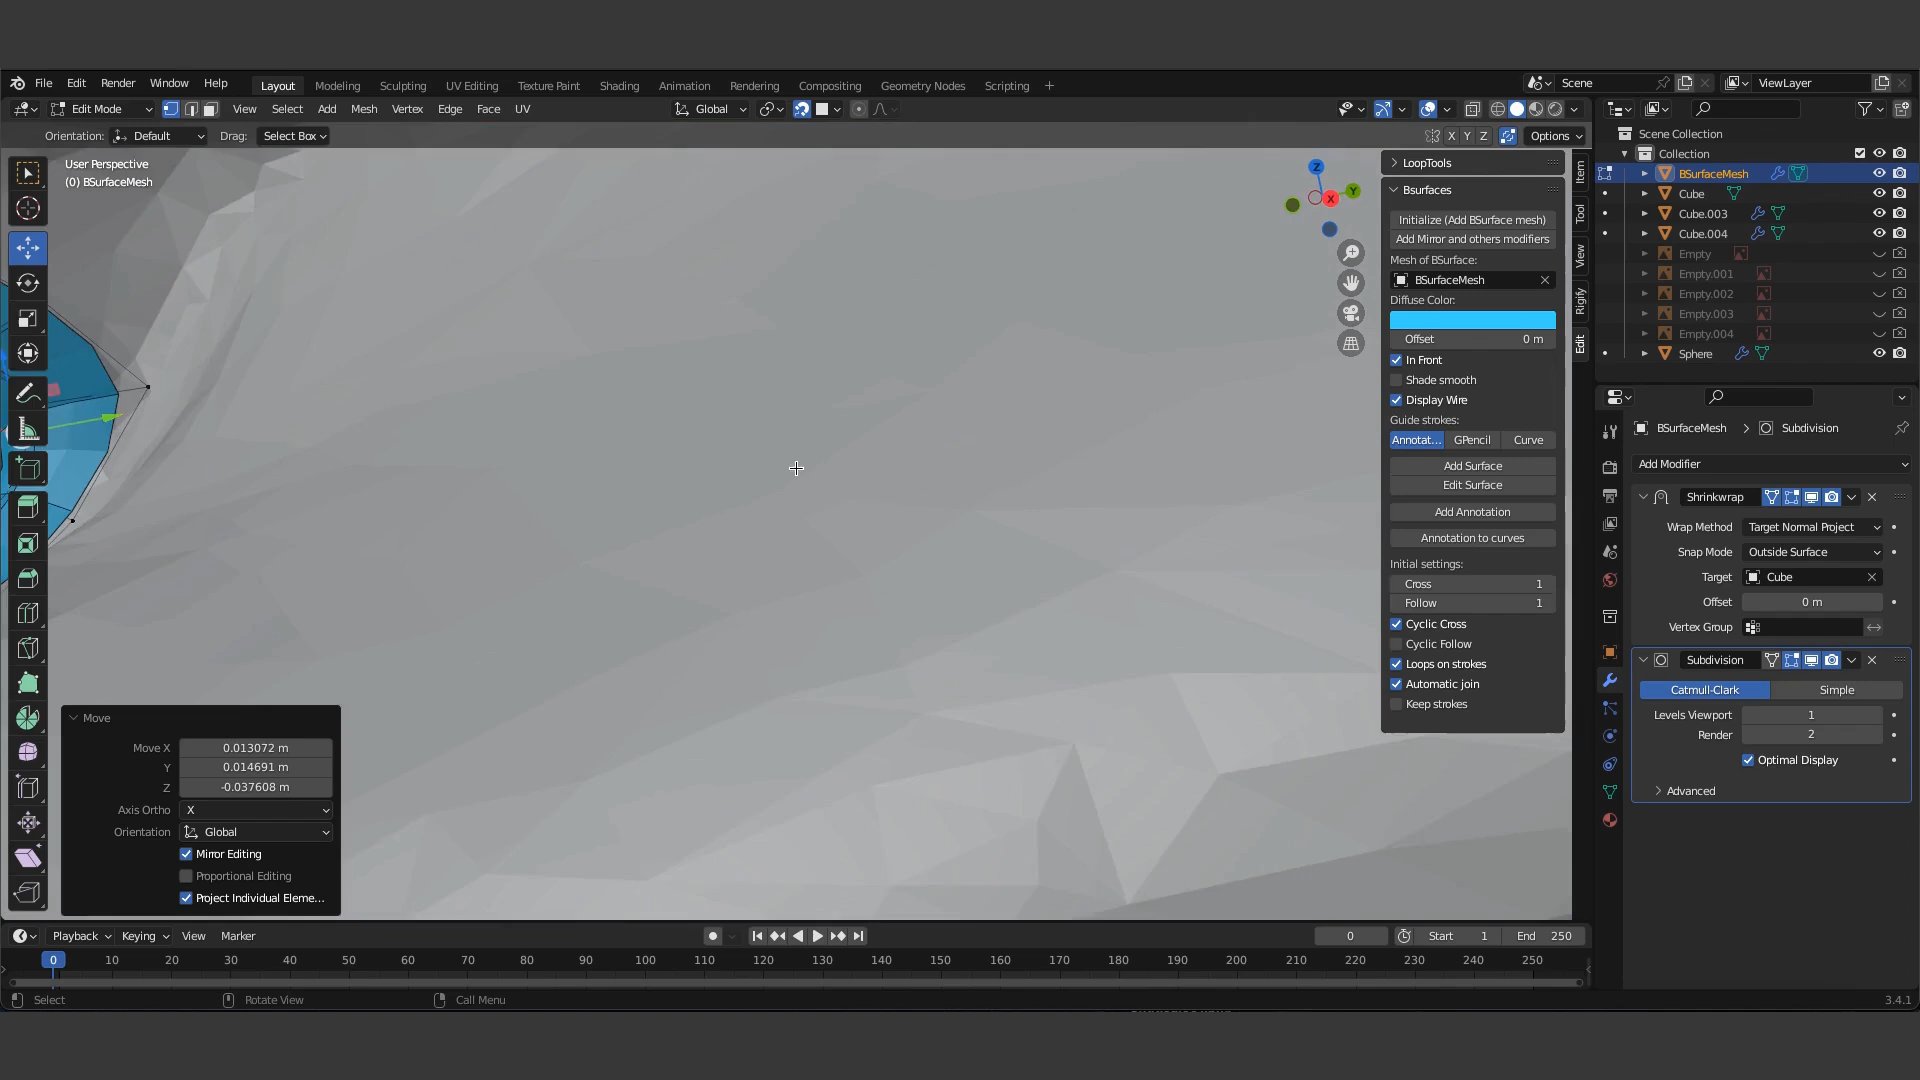 File Edit Render Window Help Layout Modeling Sculpting UV Editing Texture Paint Shading Animation Rendering Compositing Geometry Nodes Scripting + Scene ViewLayer
Edit Mode View Select Add Mesh Vertex Edge Face UV Global
Orientation: Default Drag: Select Box X Y Z Options
User Perspective
(0) BSurfaceMesh
Z
Y
X
LoopTools
Bsurfaces
Initialize (Add BSurface mesh)
Add Mirror and others modifiers
Mesh of BSurface:
BSurfaceMesh
Diffuse Color:
Offset 0 m
In Front
Shade smooth
Display Wire
Guide strokes:
Annotat... GPencil Curve
Add Surface
Edit Surface
Add Annotation
Annotation to curves
Initial settings:
Cross 1
Follow 1
Cyclic Cross
Cyclic Follow
Loops on strokes
Automatic join
Keep strokes
Item
Tool
View
Rigify
Edit
Scene Collection
Collection
BSurfaceMesh
Cube
Cube.003
Cube.004
Empty
Empty.001
Empty.002
Empty.003
Empty.004
Sphere
BSurfaceMesh > Subdivision
Add Modifier
Shrinkwrap
Wrap Method Target Normal Project
Snap Mode Outside Surface
Target Cube
Offset 0 m
Vertex Group
Subdivision
Catmull-Clark Simple
Levels Viewport 1
Render 2
Optimal Display
Advanced
Move
Move X 0.013072 m
Y 0.014691 m
Z -0.037608 m
Axis Ortho X
Orientation Global
Mirror Editing
Proportional Editing
Project Individual Eleme...
Playback Keying View Marker 0 Start 1 End 250
0 10 20 30 40 50 60 70 80 90 100 110 120 130 140 150 160 170 180 190 200 210 220 230 240 250
Select Rotate View Call Menu 3.4.1